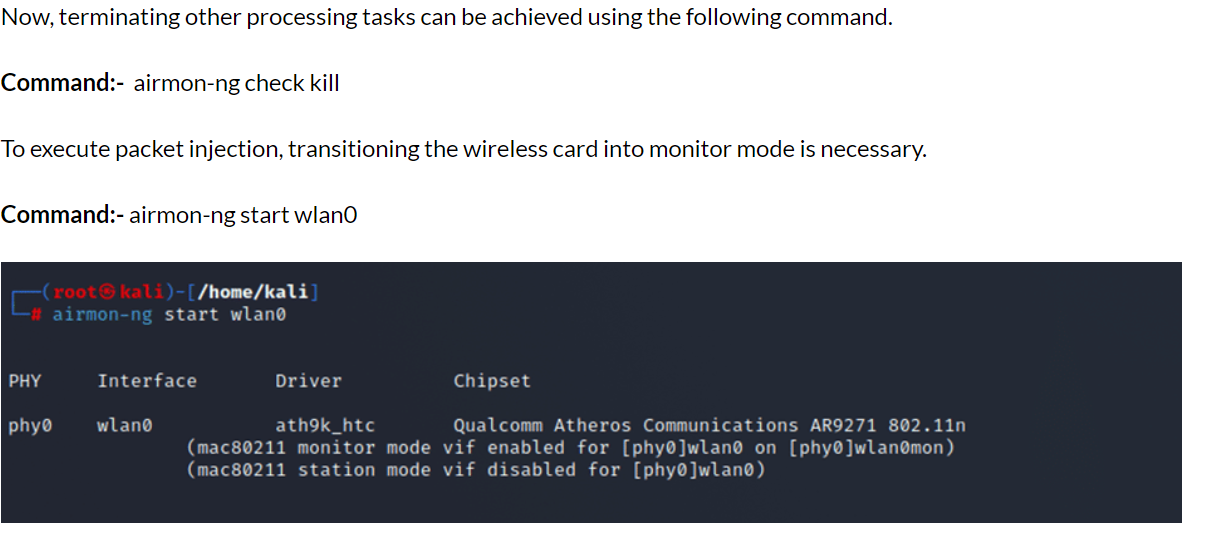 Now, terminating other processing tasks can be achieved using the following command.
Command:- airmon-ng check kill
To execute packet injection, transitioning the wireless card into monitor mode is necessary.
Command:- airmon-ng start wlan0
┌──(root㉿kali)-[/home/kali]
└─# airmon-ng start wlan0
PHY Interface Driver Chipset
phy0 wlan0 ath9k_htc Qualcomm Atheros Communications AR9271 802.11n
(mac80211 monitor mode vif enabled for [phy0]wlan0 on [phy0]wlan0mon)
(mac80211 station mode vif disabled for [phy0]wlan0)